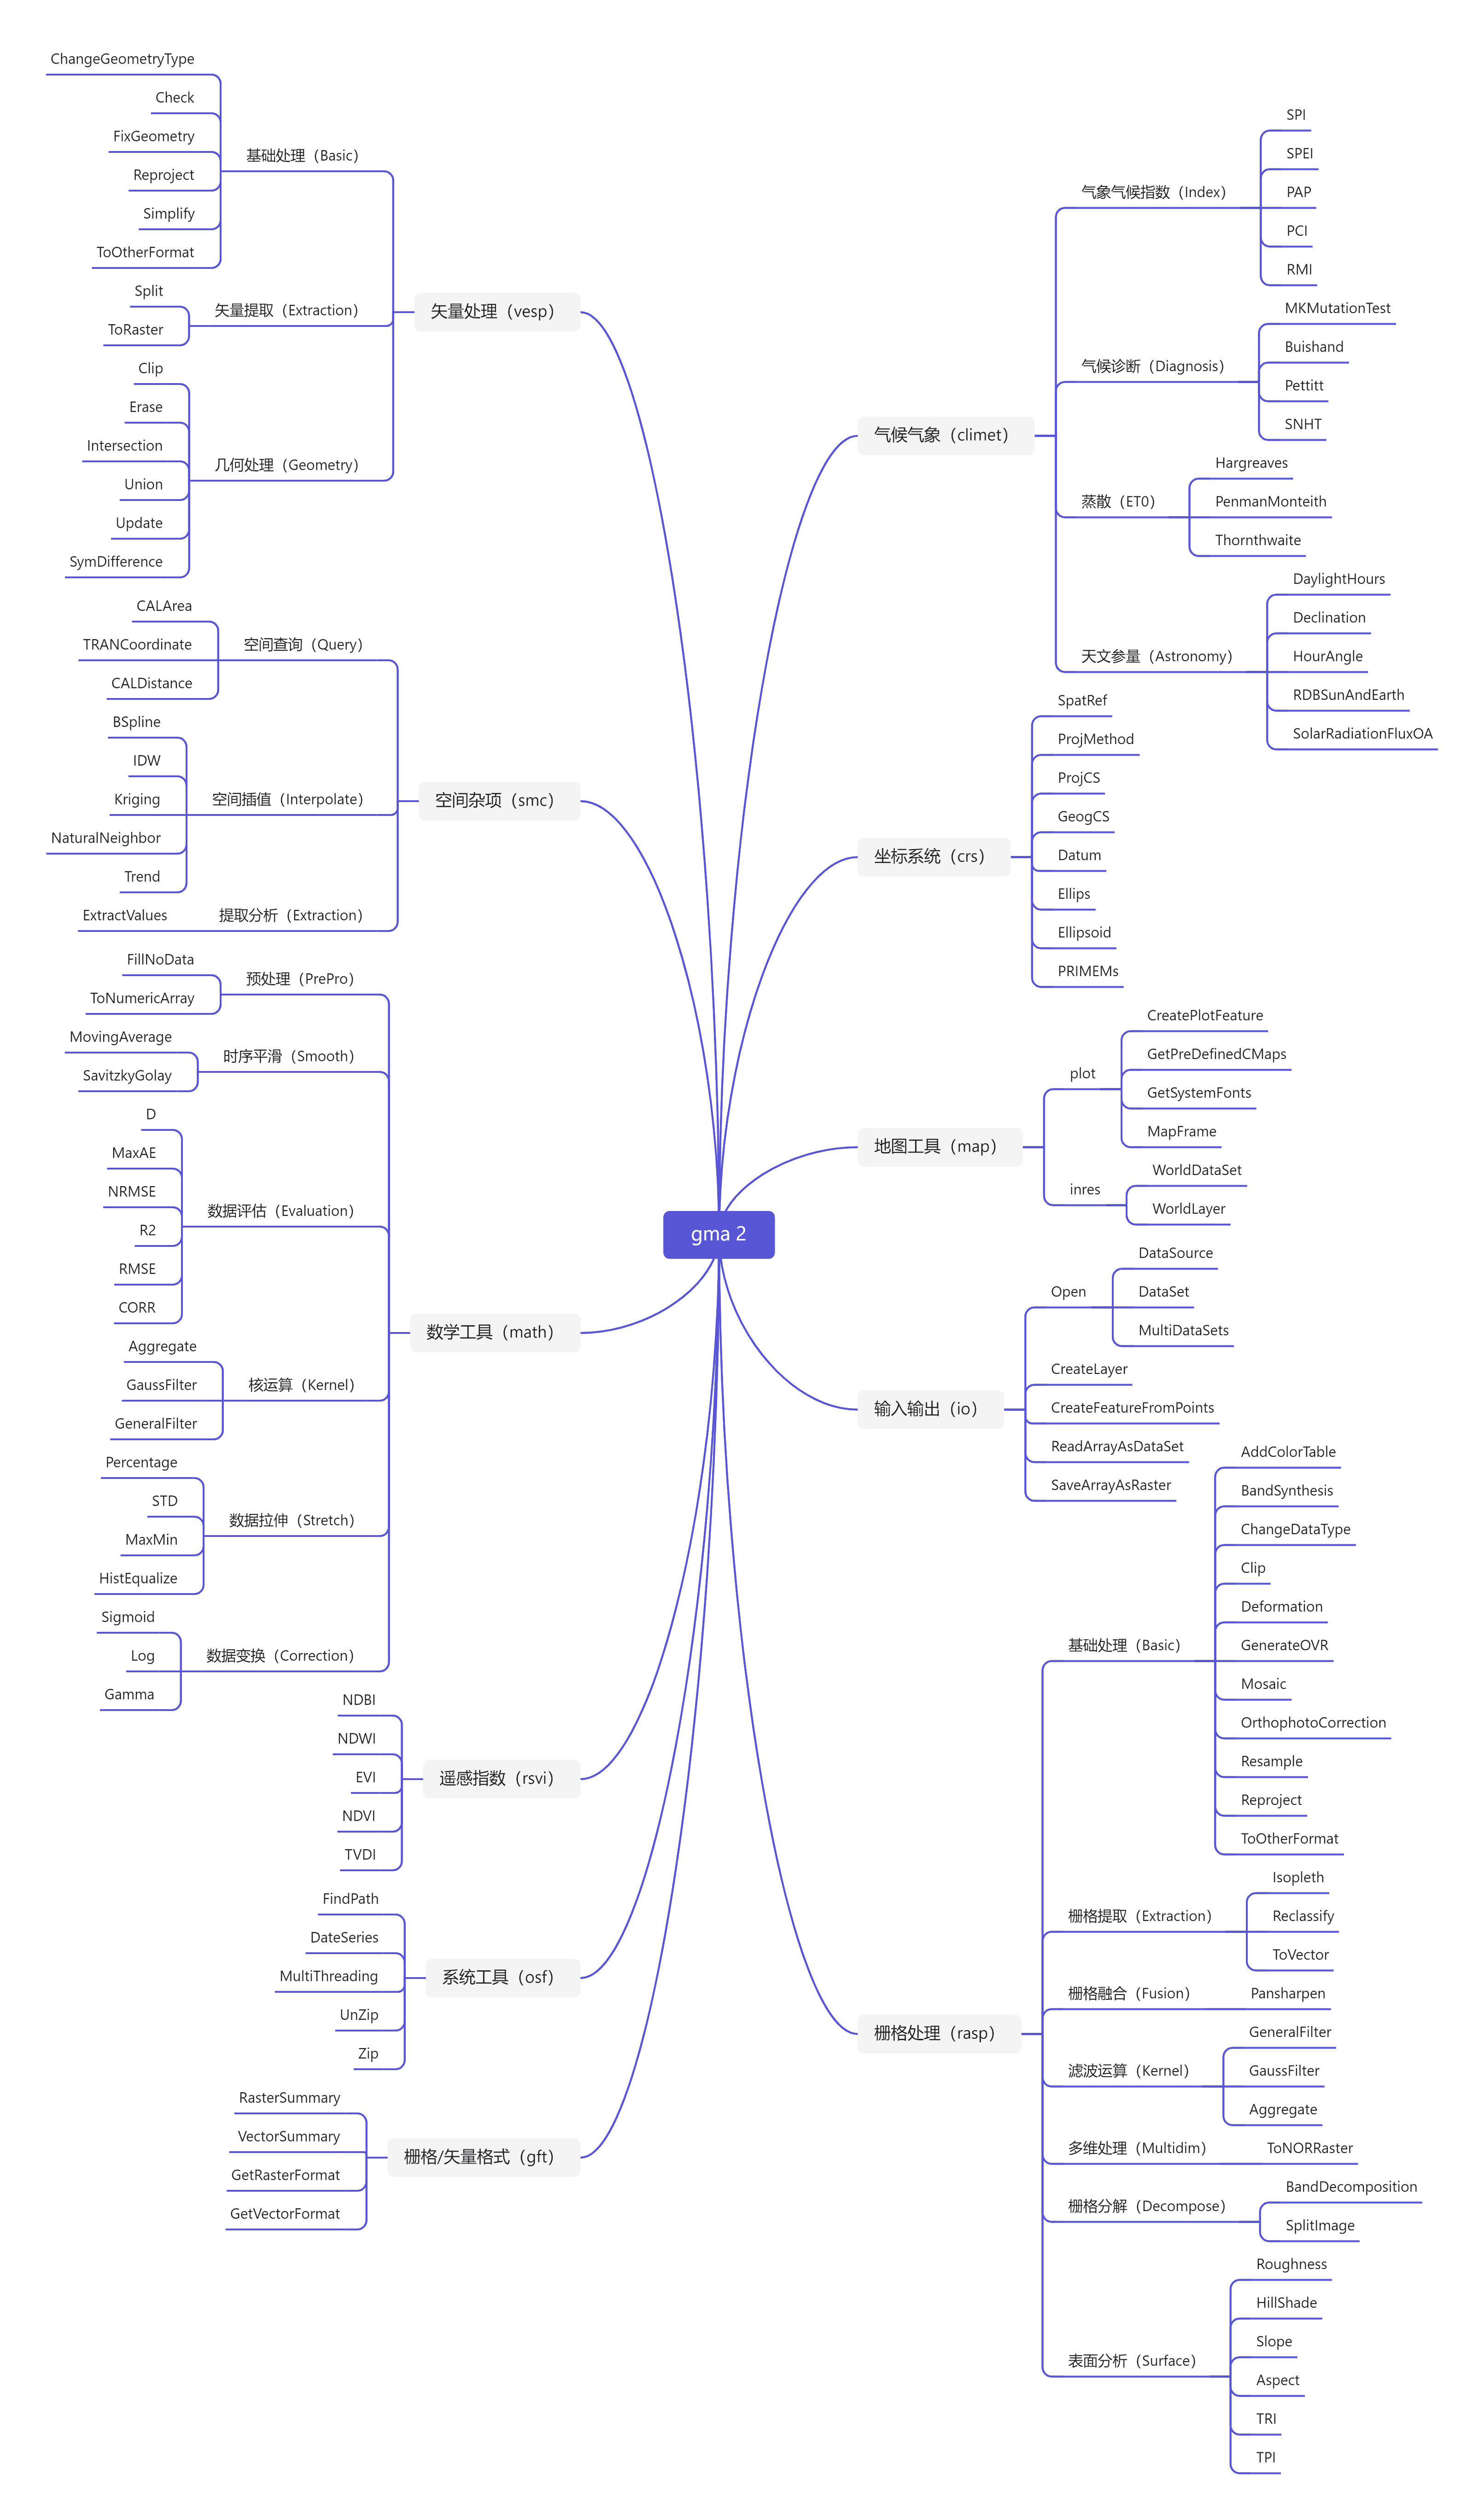 gma 2
气候气象（climet）
气象气候指数（Index）
SPI
SPEI
PAP
PCI
RMI
气候诊断（Diagnosis）
MKMutationTest
Buishand
Pettitt
SNHT
蒸散（ET0）
Hargreaves
PenmanMonteith
Thornthwaite
天文参量（Astronomy）
DaylightHours
Declination
HourAngle
RDBSunAndEarth
SolarRadiationFluxOA
坐标系统（crs）
SpatRef
ProjMethod
ProjCS
GeogCS
Datum
Ellips
Ellipsoid
PRIMEMs
地图工具（map）
plot
CreatePlotFeature
GetPreDefinedCMaps
GetSystemFonts
MapFrame
inres
WorldDataSet
WorldLayer
输入输出（io）
Open
DataSource
DataSet
MultiDataSets
CreateLayer
CreateFeatureFromPoints
ReadArrayAsDataSet
SaveArrayAsRaster
栅格处理（rasp）
基础处理（Basic）
AddColorTable
BandSynthesis
ChangeDataType
Clip
Deformation
GenerateOVR
Mosaic
OrthophotoCorrection
Resample
Reproject
ToOtherFormat
栅格提取（Extraction）
Isopleth
Reclassify
ToVector
栅格融合（Fusion）
Pansharpen
滤波运算（Kernel）
GeneralFilter
GaussFilter
Aggregate
多维处理（Multidim）
ToNORRaster
栅格分解（Decompose）
BandDecomposition
SplitImage
表面分析（Surface）
Roughness
HillShade
Slope
Aspect
TRI
TPI
矢量处理（vesp）
基础处理（Basic）
ChangeGeometryType
Check
FixGeometry
Reproject
Simplify
ToOtherFormat
矢量提取（Extraction）
Split
ToRaster
几何处理（Geometry）
Clip
Erase
Intersection
Union
Update
SymDifference
空间杂项（smc）
空间查询（Query）
CALArea
TRANCoordinate
CALDistance
空间插值（Interpolate）
BSpline
IDW
Kriging
NaturalNeighbor
Trend
提取分析（Extraction）
ExtractValues
数学工具（math）
预处理（PrePro）
FillNoData
ToNumericArray
时序平滑（Smooth）
MovingAverage
SavitzkyGolay
数据评估（Evaluation）
D
MaxAE
NRMSE
R2
RMSE
CORR
核运算（Kernel）
Aggregate
GaussFilter
GeneralFilter
数据拉伸（Stretch）
Percentage
STD
MaxMin
HistEqualize
数据变换（Correction）
Sigmoid
Log
Gamma
遥感指数（rsvi）
NDBI
NDWI
EVI
NDVI
TVDI
系统工具（osf）
FindPath
DateSeries
MultiThreading
UnZip
Zip
栅格/矢量格式（gft）
RasterSummary
VectorSummary
GetRasterFormat
GetVectorFormat